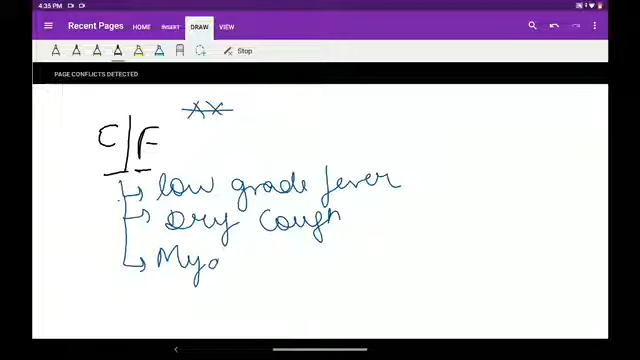 4:35 PM
Recent Pages HOME INSERT DRAW VIEW
Stop
PAGE CONFLICTS DETECTED
C/F
low grade fever
Dry Cough
Myo